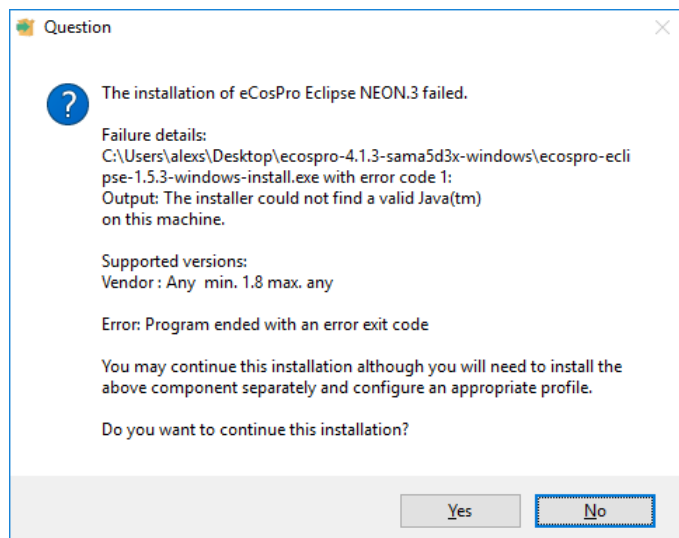 Question
The installation of eCosPro Eclipse NEON.3 failed.
Failure details:
C:\Users\alexs\Desktop\ecospro-4.1.3-sama5d3x-windows\ecospro-ecli
pse-1.5.3-windows-install.exe with error code 1:
Output: The installer could not find a valid Java(tm)
on this machine.
Supported versions:
Vendor : Any  min. 1.8 max. any
Error: Program ended with an error exit code
You may continue this installation although you will need to install the
above component separately and configure an appropriate profile.
Do you want to continue this installation?
Yes
No